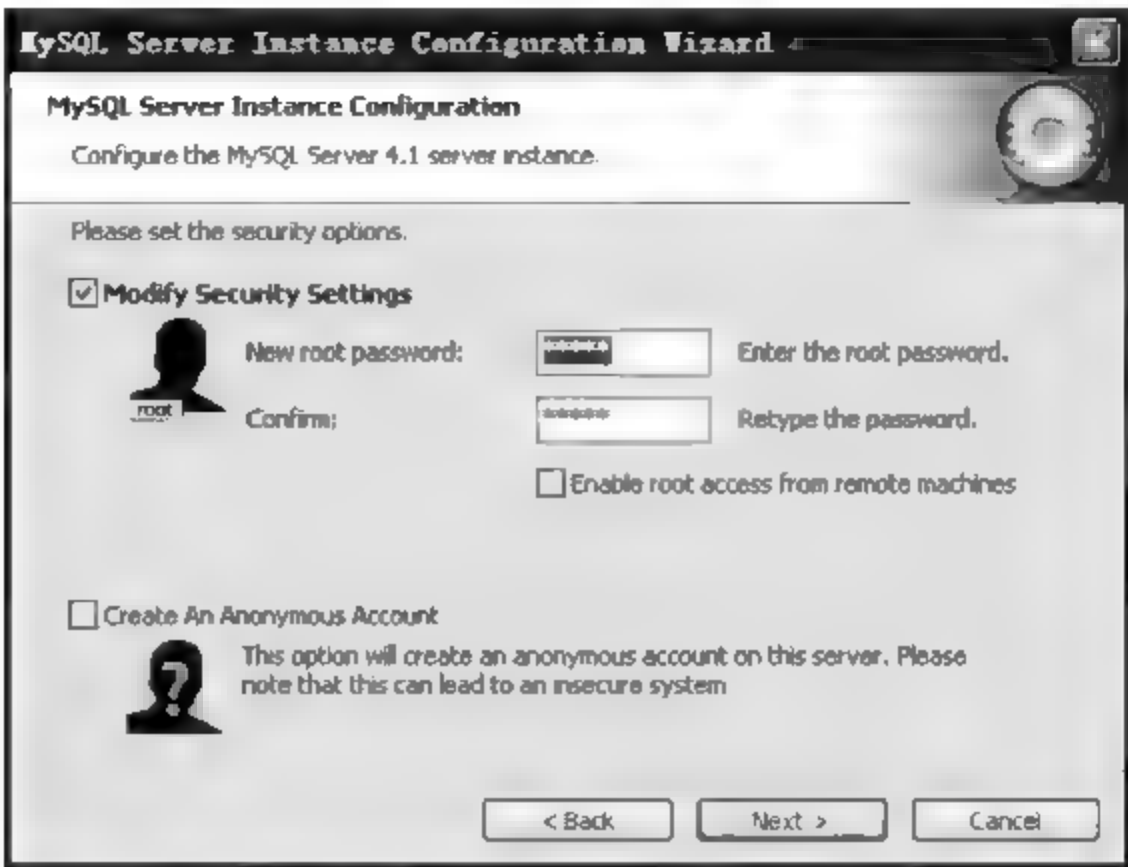 MySQL Server Instance Configuration Wizard
MySQL Server Instance Configuration
Configure the MySQL Server 4.1 server instance.
Please set the security options.
Modify Security Settings
New root password:
Enter the root password.
root
Confirm:
Retype the password.
Enable root access from remote machines
Create An Anonymous Account
This option will create an anonymous account on this server. Please
note that this can lead to an insecure system
< Back
Next >
Cancel